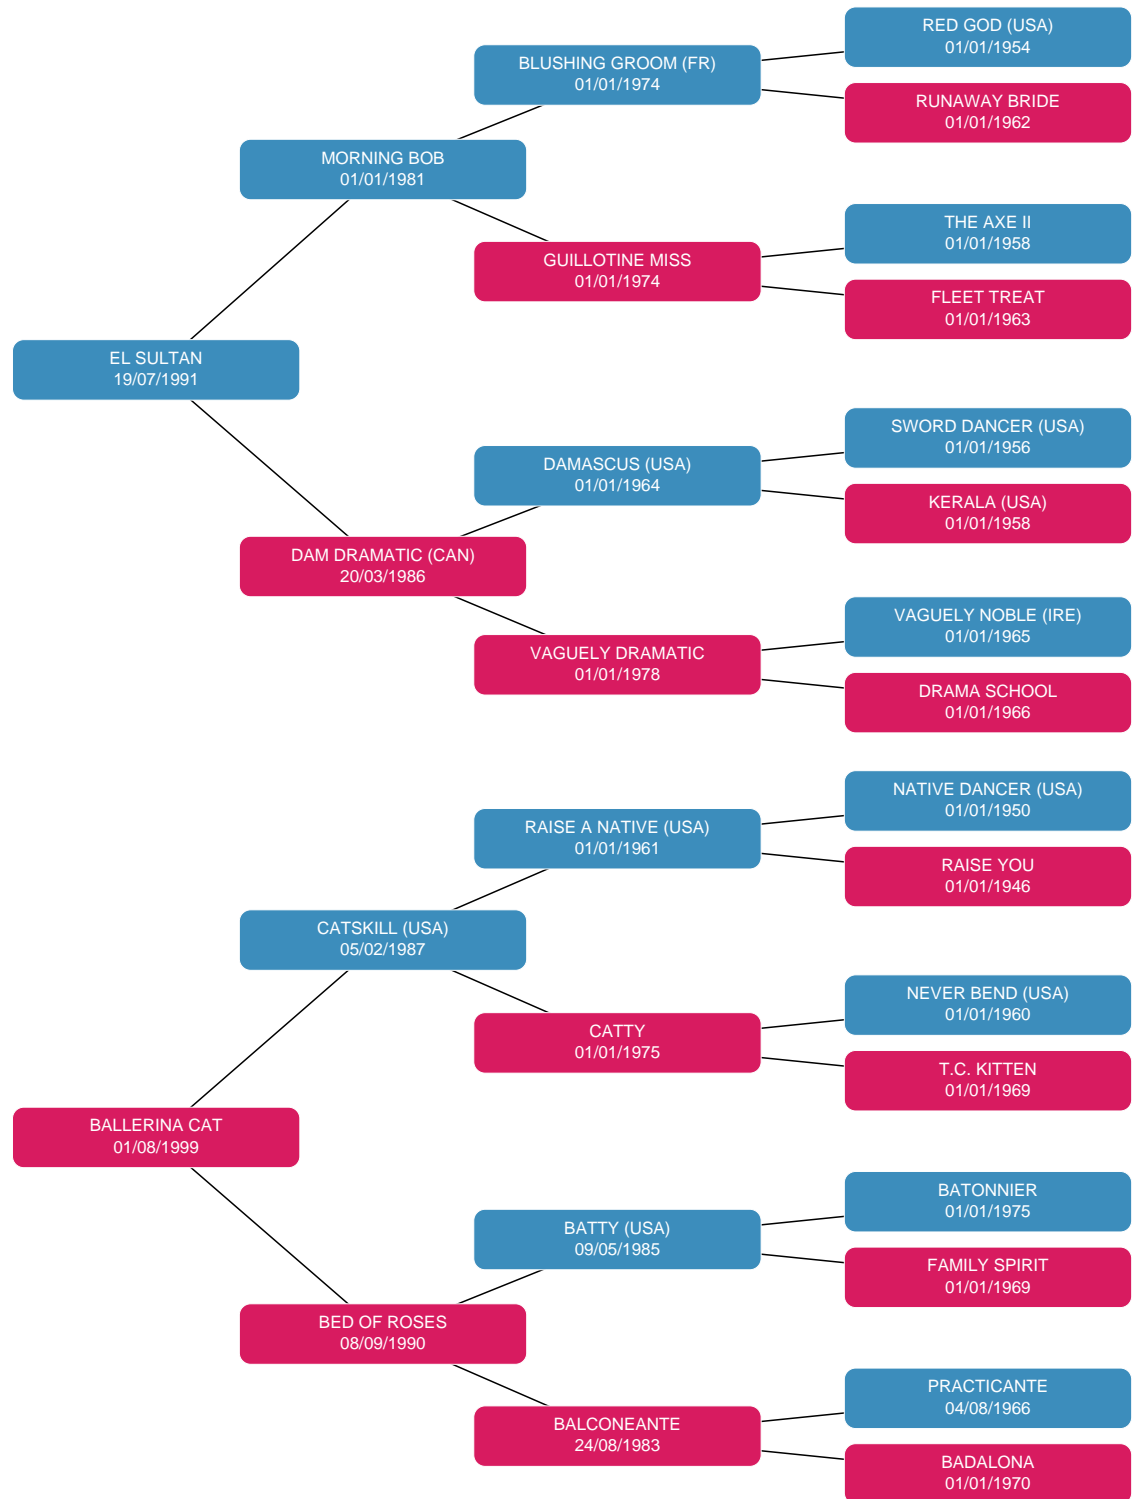 RED GOD (USA)
01/01/1954
BLUSHING GROOM (FR)
01/01/1974
RUNAWAY BRIDE
01/01/1962
MORNING BOB
01/01/1981
THE AXE II
01/01/1958
GUILLOTINE MISS
01/01/1974
FLEET TREAT
01/01/1963
EL SULTAN
19/07/1991
SWORD DANCER (USA)
01/01/1956
DAMASCUS (USA)
01/01/1964
KERALA (USA)
01/01/1958
DAM DRAMATIC (CAN)
20/03/1986
VAGUELY NOBLE (IRE)
01/01/1965
VAGUELY DRAMATIC
01/01/1978
DRAMA SCHOOL
01/01/1966
NATIVE DANCER (USA)
01/01/1950
RAISE A NATIVE (USA)
01/01/1961
RAISE YOU
01/01/1946
CATSKILL (USA)
05/02/1987
NEVER BEND (USA)
01/01/1960
CATTY
01/01/1975
T.C. KITTEN
01/01/1969
BALLERINA CAT
01/08/1999
BATONNIER
01/01/1975
BATTY (USA)
09/05/1985
FAMILY SPIRIT
01/01/1969
BED OF ROSES
08/09/1990
PRACTICANTE
04/08/1966
BALCONEANTE
24/08/1983
BADALONA
01/01/1970